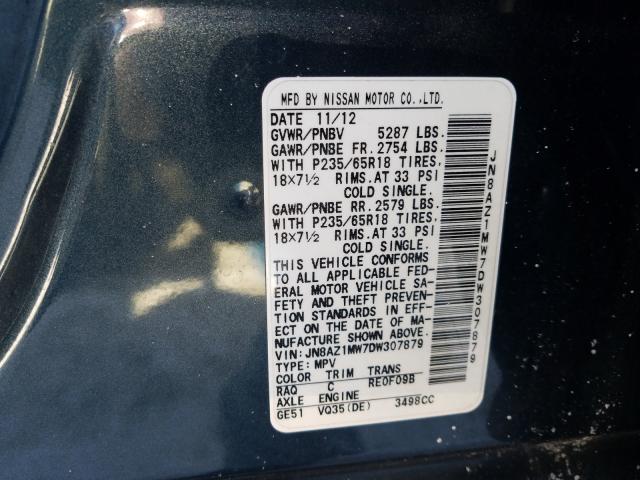 MFD BY NISSAN MOTOR CO.,LTD.
DATE 11/12
GVWR/PNBV 5287 LBS.
GAWR/PNBE FR. 2754 LBS.
WITH P235/65R18 TIRES,
18X7½ RIMS.AT 33 PSI
COLD SINGLE.
GAWR/PNBE RR. 2579 LBS.
WITH P235/65R18 TIRES,
18X7½ RIMS.AT 33 PSI
COLD SINGLE.
THIS VEHICLE CONFORMS
TO ALL APPLICABLE FED-
ERAL MOTOR VEHICLE SA-
FETY AND THEFT PREVEN-
TION STANDARDS IN EFF-
ECT ON THE DATE OF MA-
NUFACTURE SHOWN ABOVE.
VIN: JN8AZ1MW7DW307879
TYPE: MPV
COLOR TRIM TRANS
RAQ C RE0F09B
AXLE ENGINE
GE51 VQ35(DE) 3498CC
JN8AZ1MW7DW307879